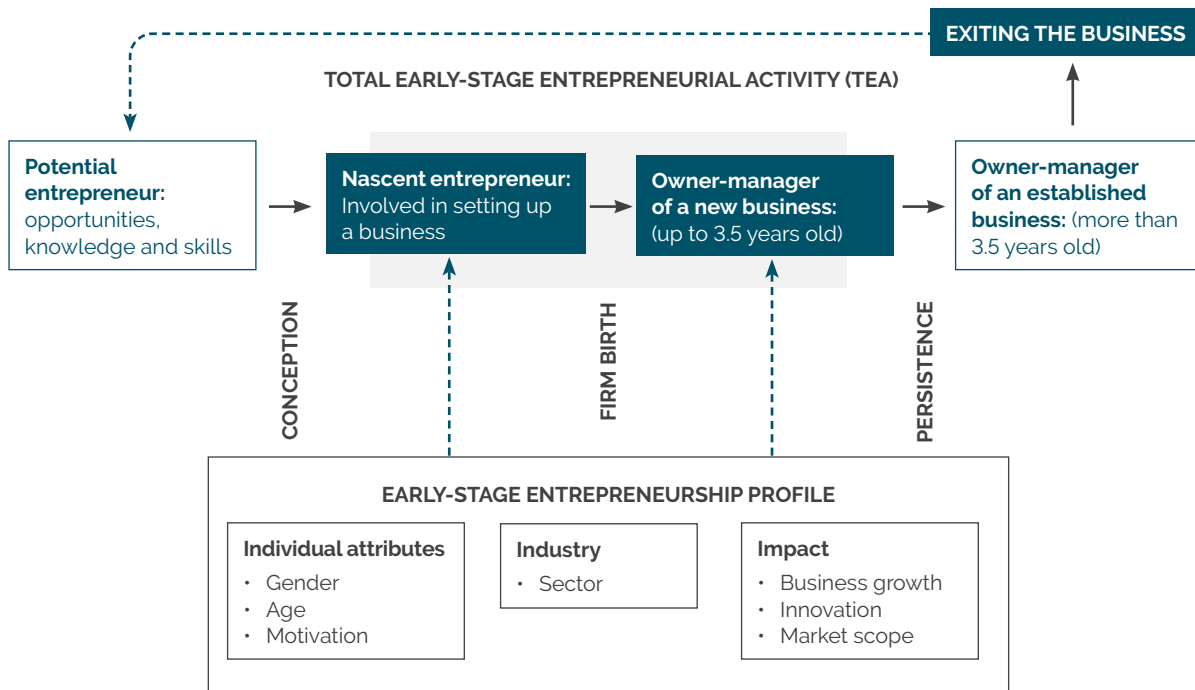 EXITING THE BUSINESS
TOTAL EARLY-STAGE ENTREPRENEURIAL ACTIVITY (TEA)
Potential
entrepreneur:
opportunities,
knowledge and skills
Nascent entrepreneur:
Involved in setting up
a business
Owner-manager
of a new business:
(up to 3.5 years old)
Owner-manager
of an established
business: (more than
3.5 years old)
CONCEPTION
FIRM BIRTH
PERSISTENCE
EARLY-STAGE ENTREPRENEURSHIP PROFILE
Individual attributes
• Gender
• Age
• Motivation
Industry
• Sector
Impact
• Business growth
• Innovation
• Market scope